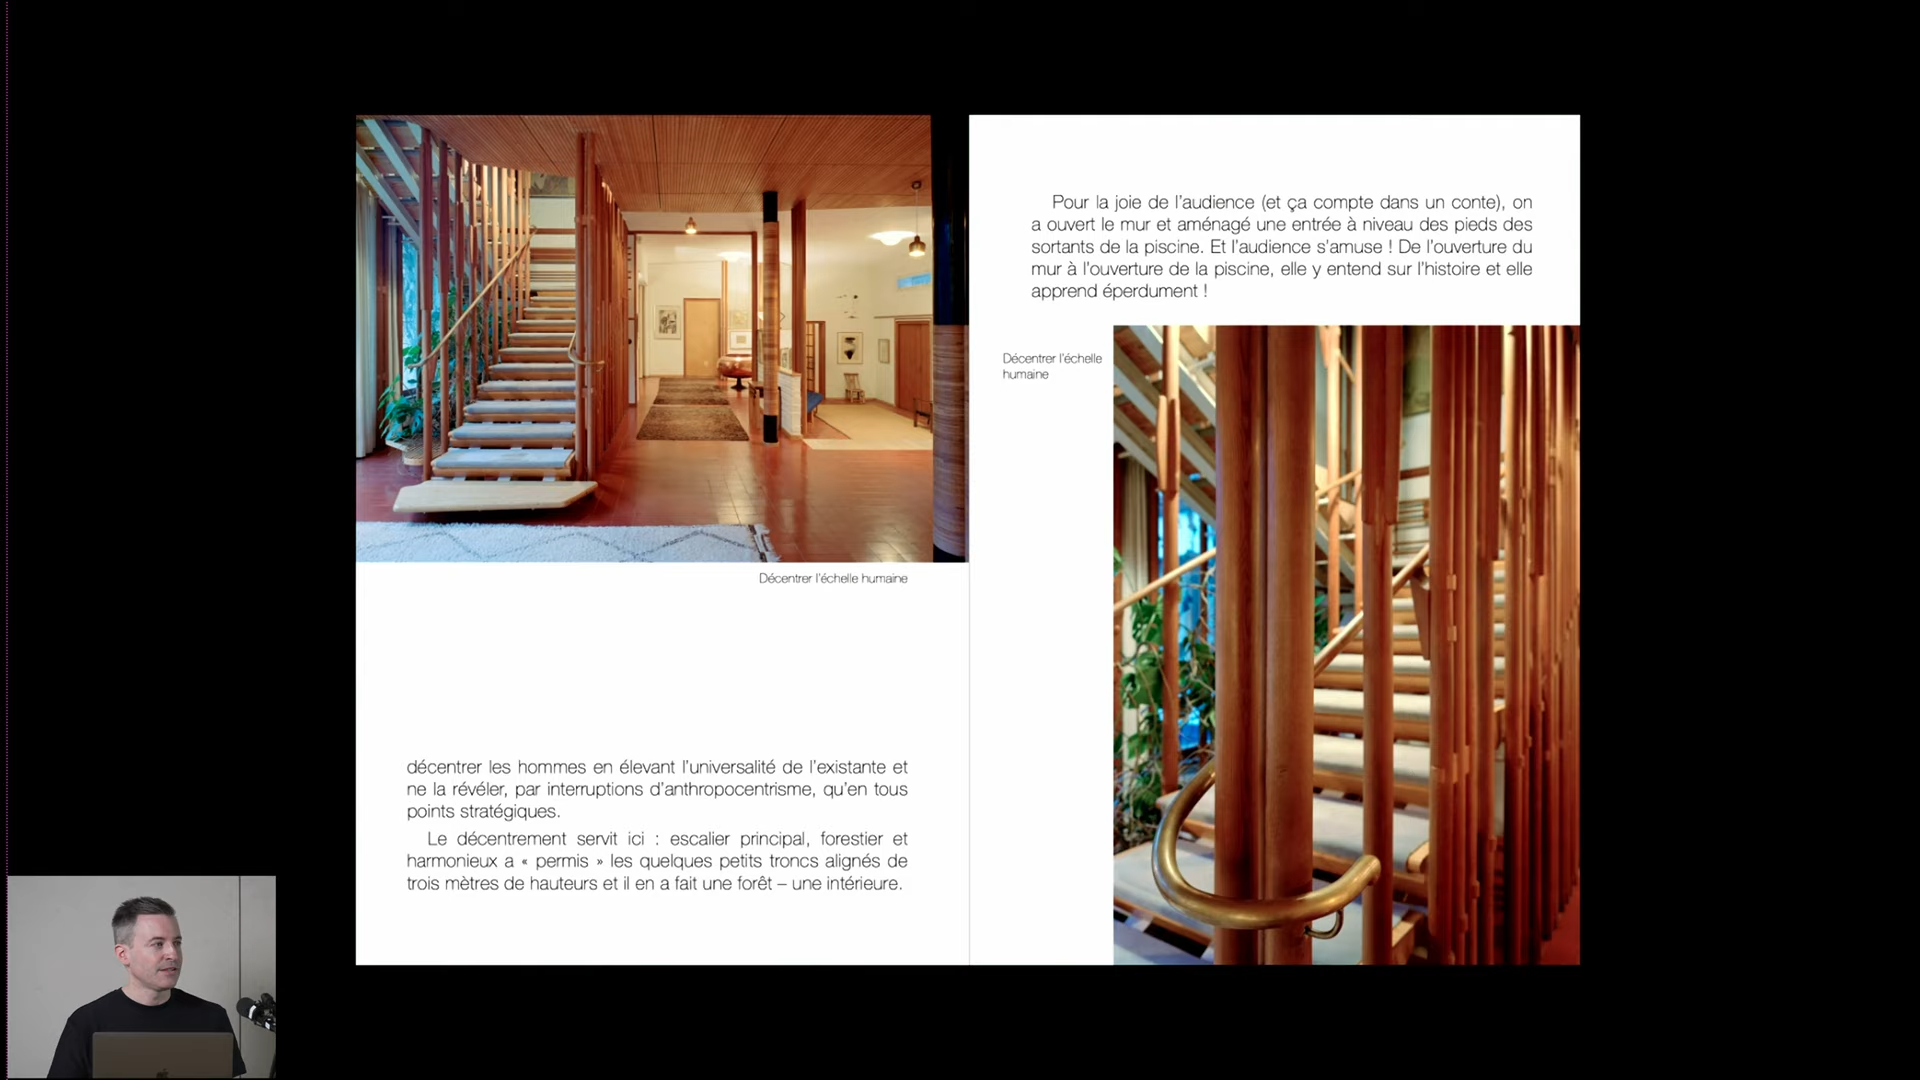 Décentrer l'échelle humaine
décentrer les hommes en élevant l'universalité de l'existante et
ne la révéler, par interruptions d'anthropocentrisme, qu'en tous
points stratégiques.
Le décentrement servit ici : escalier principal, forestier et
harmonieux a « permis » les quelques petits troncs alignés de
trois mètres de hauteurs et il en a fait une forêt – une intérieure.
Pour la joie de l'audience (et ça compte dans un conte), on
a ouvert le mur et aménagé une entrée à niveau des pieds des
sortants de la piscine. Et l'audience s'amuse ! De l'ouverture du
mur à l'ouverture de la piscine, elle y entend sur l'histoire et elle
apprend éperdument !
Décentrer l'échelle
humaine